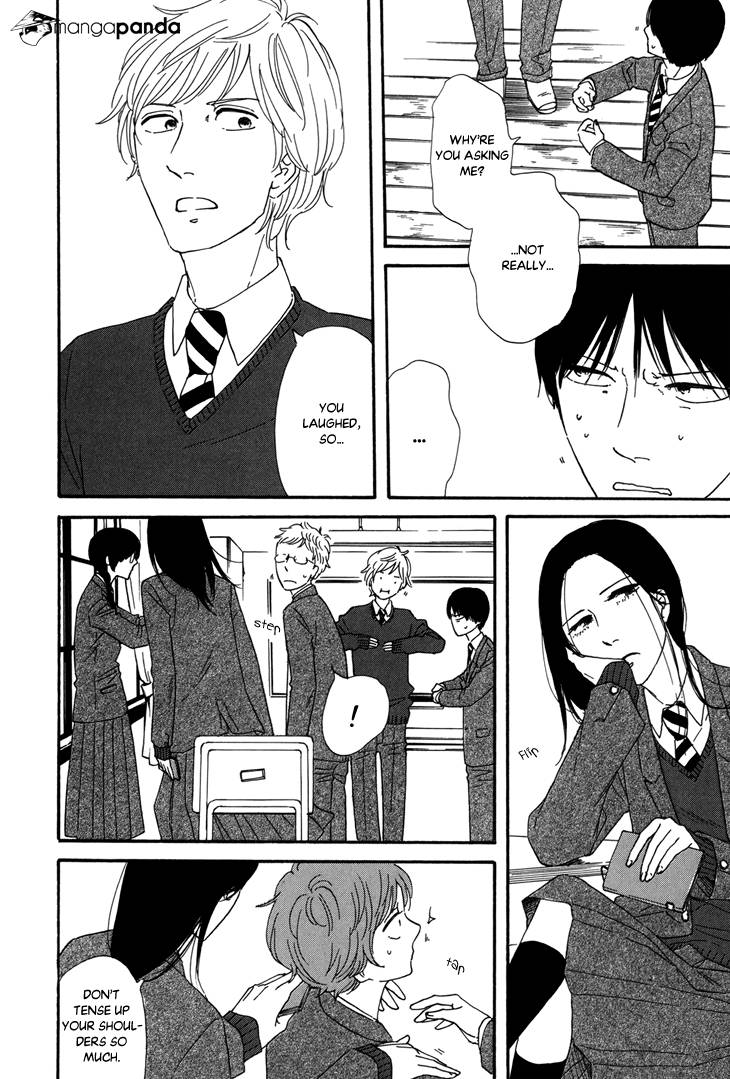 mangapanda
WHY'RE
YOU ASKING
ME?
...NOT
REALLY...
...
YOU
LAUGHED,
SO...
FLIP
STEP
!
TAP
DON'T
TENSE UP
YOUR SHOUL-
DERS SO
MUCH.